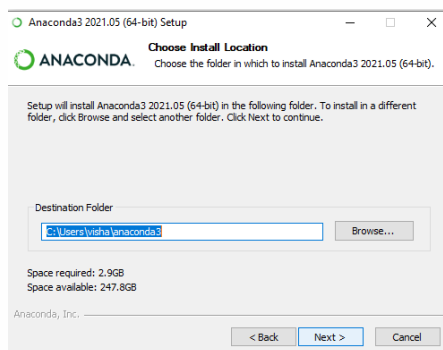 Anaconda3 2021.05 (64-bit) Setup
ANACONDA.
Choose Install Location
Choose the folder in which to install Anaconda3 2021.05 (64-bit).
Setup will install Anaconda3 2021.05 (64-bit) in the following folder. To install in a different
folder, click Browse and select another folder. Click Next to continue.
Destination Folder
C:\Users\visha\anaconda3
Browse...
Space required: 2.9GB
Space available: 247.8GB
Anaconda, Inc.
< Back
Next >
Cancel